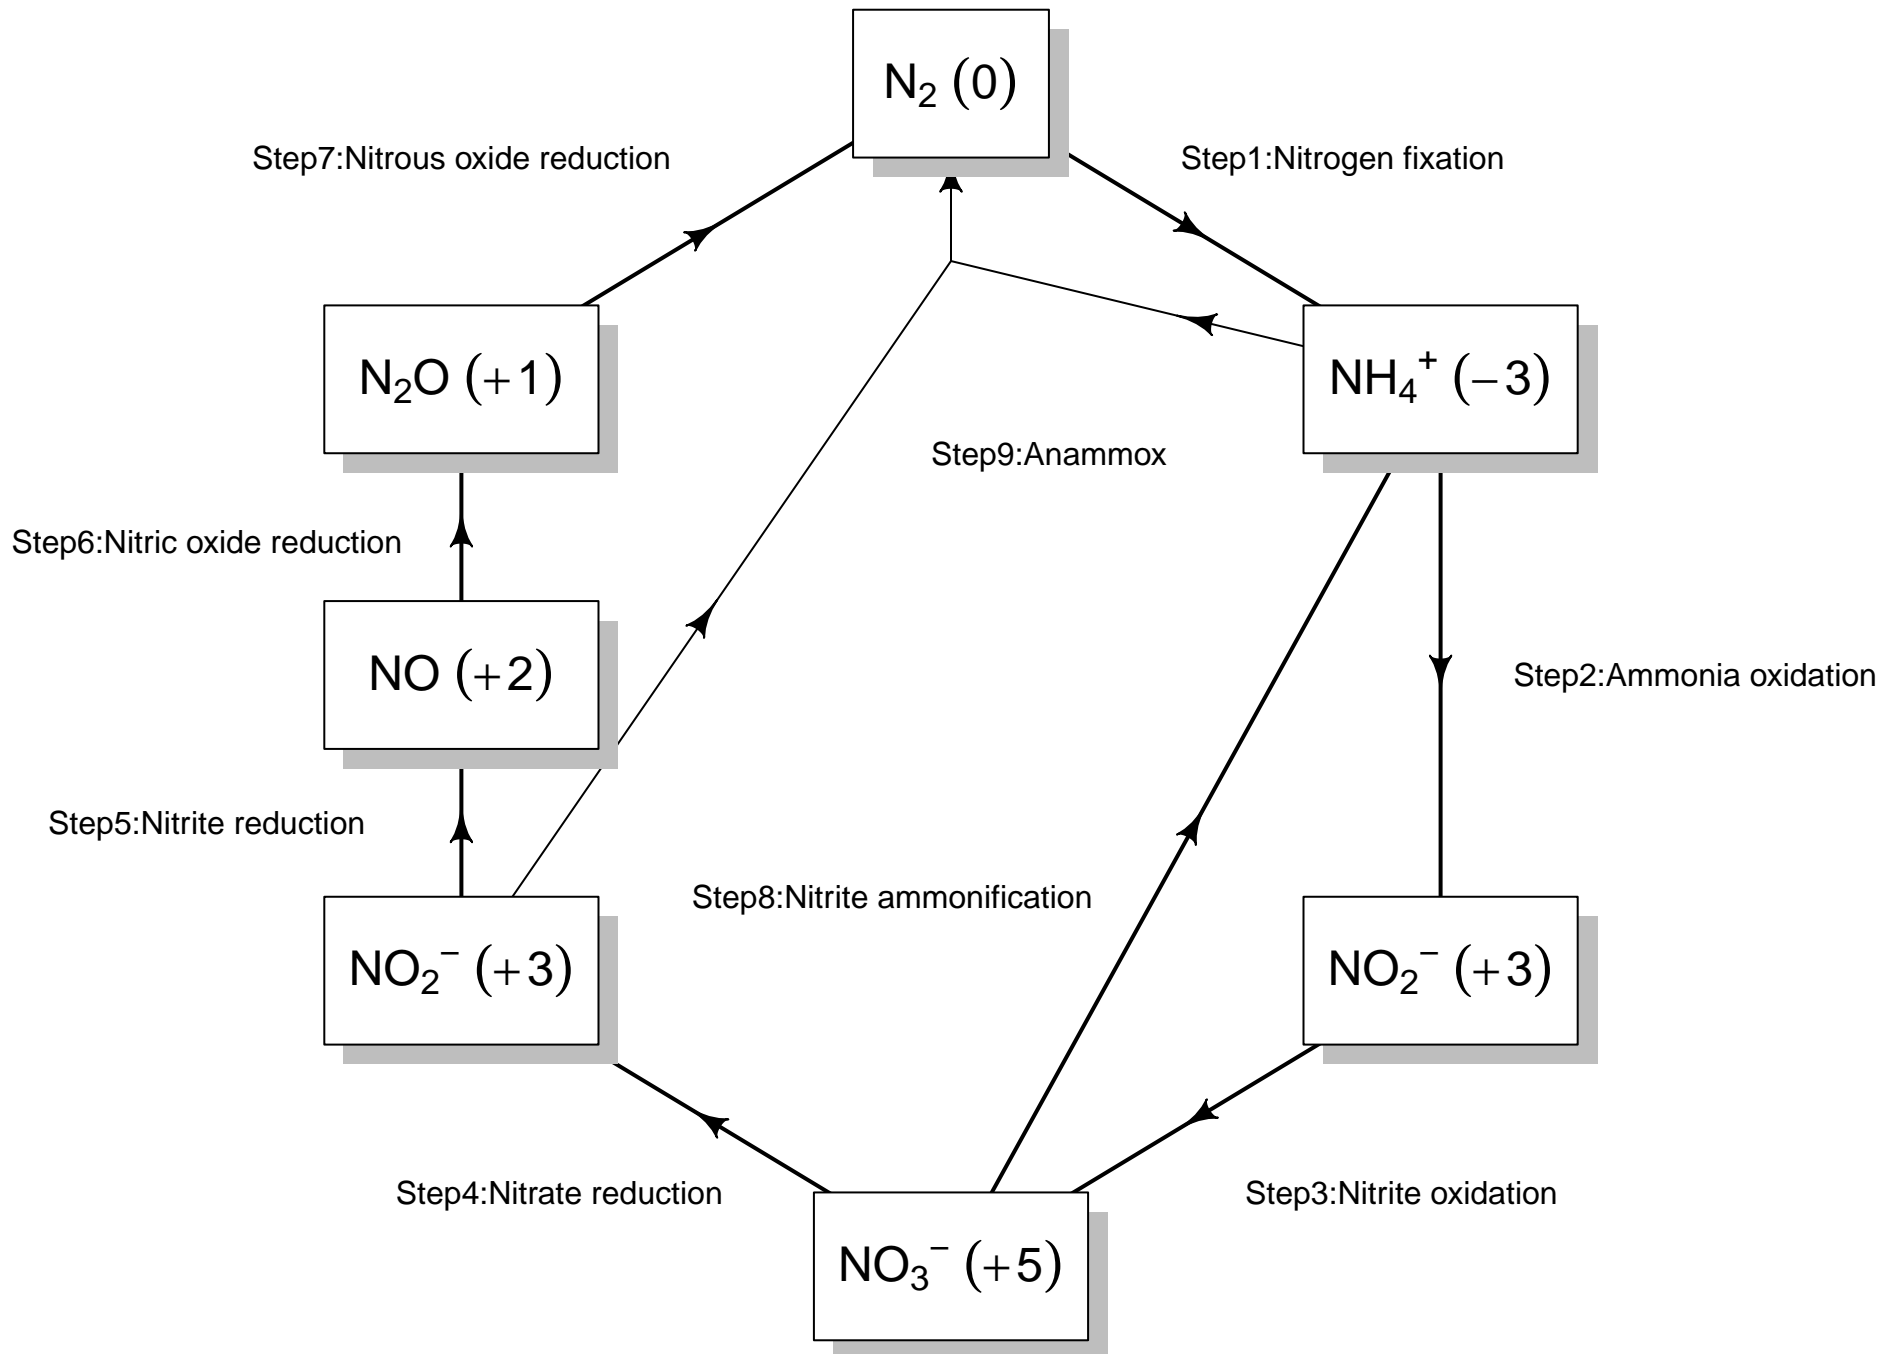 N₂ (0)
Step7:Nitrous oxide reduction
Step1:Nitrogen fixation
N₂O (+1)
NH₄⁺ (−3)
Step9:Anammox
Step6:Nitric oxide reduction
NO (+2)
Step2:Ammonia oxidation
Step5:Nitrite reduction
Step8:Nitrite ammonification
NO₂⁻ (+3)
NO₂⁻ (+3)
Step4:Nitrate reduction
Step3:Nitrite oxidation
NO₃⁻ (+5)